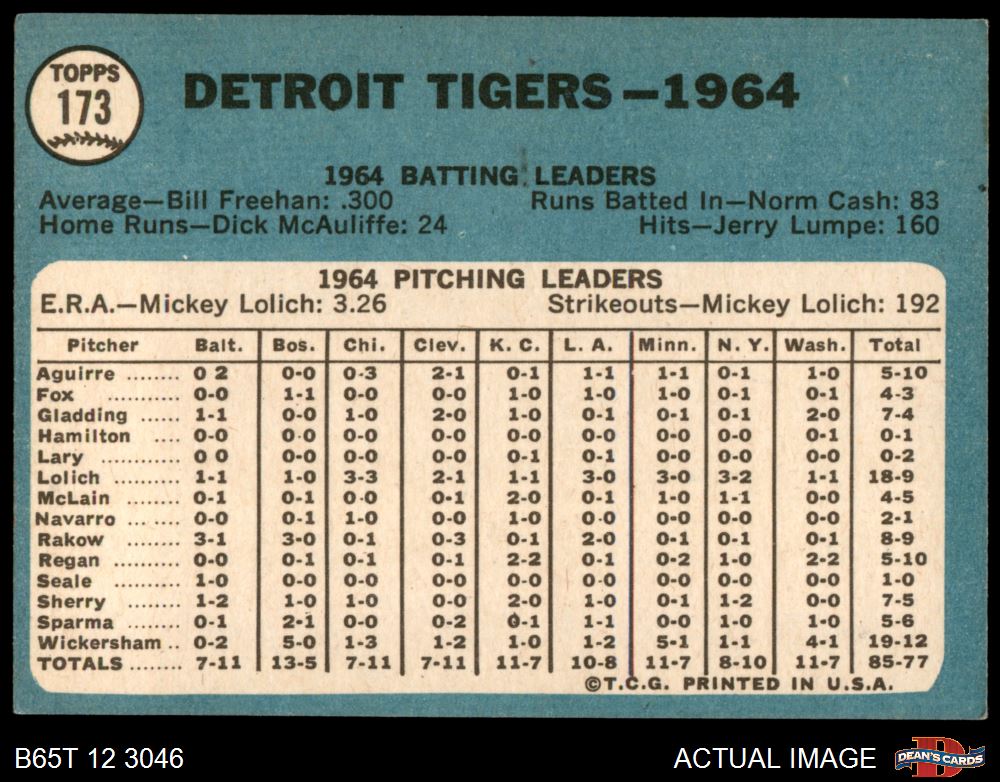 TOPPS
173
DETROIT TIGERS—1964
1964 BATTING LEADERS
Average—Bill Freehan: .300 Runs Batted In—Norm Cash: 83
Home Runs—Dick McAuliffe: 24 Hits—Jerry Lumpe: 160
1964 PITCHING LEADERS
E.R.A.—Mickey Lolich: 3.26 Strikeouts—Mickey Lolich: 192
Pitcher Balt. Bos. Chi. Clev. K. C. L. A. Minn. N. Y. Wash. Total
Aguirre ........ 0 2 0-0 0-3 2-1 0-1 1-1 1-1 0-1 1-0 5-10
Fox .......... 0-0 1-1 0-0 0-0 1-0 1-0 1-0 0-1 0-1 4-3
Gladding ...... 1-1 0-0 1-0 2-0 1-0 0-1 0-1 0-1 2-0 7-4
Hamilton .... 0-0 0-0 0-0 0-0 0-0 0-0 0-0 0-0 0-1 0-1
Lary .......... 0 0 0-0 0-0 0-0 0-1 0-1 0-0 0-0 0-0 0-2
Lolich ......... 1-1 1-0 3-3 2-1 1-1 3-0 3-0 3-2 1-1 18-9
McLain ........ 0-1 0-1 0-0 0-1 2-0 0-1 1-0 1-1 0-0 4-5
Navarro ...... 0-0 0-1 1-0 0-0 1-0 0-0 0-0 0-0 0-0 2-1
Rakow ........ 3-1 3-0 0-1 0-3 0-1 2-0 0-1 0-1 0-1 8-9
Regan ......... 0-0 0-1 0-1 0-1 2-2 0-1 0-2 1-0 2-2 5-10
Seale ......... 1-0 0-0 0-0 0-0 0-0 0-0 0-0 0-0 0-0 1-0
Sherry ........ 1-2 1-0 1-0 0-0 2-0 1-0 0-1 1-2 0-0 7-5
Sparma ........ 0-1 2-1 0-0 0-2 0-1 1-1 0-0 1-0 1-0 5-6
Wickersham .. 0-2 5-0 1-3 1-2 1-0 1-2 5-1 1-1 4-1 19-12
TOTALS ........ 7-11 13-5 7-11 7-11 11-7 10-8 11-7 8-10 11-7 85-77
©T.C.G. PRINTED IN U.S.A.
B65T 12 3046 ACTUAL IMAGE DEAN'S CARDS